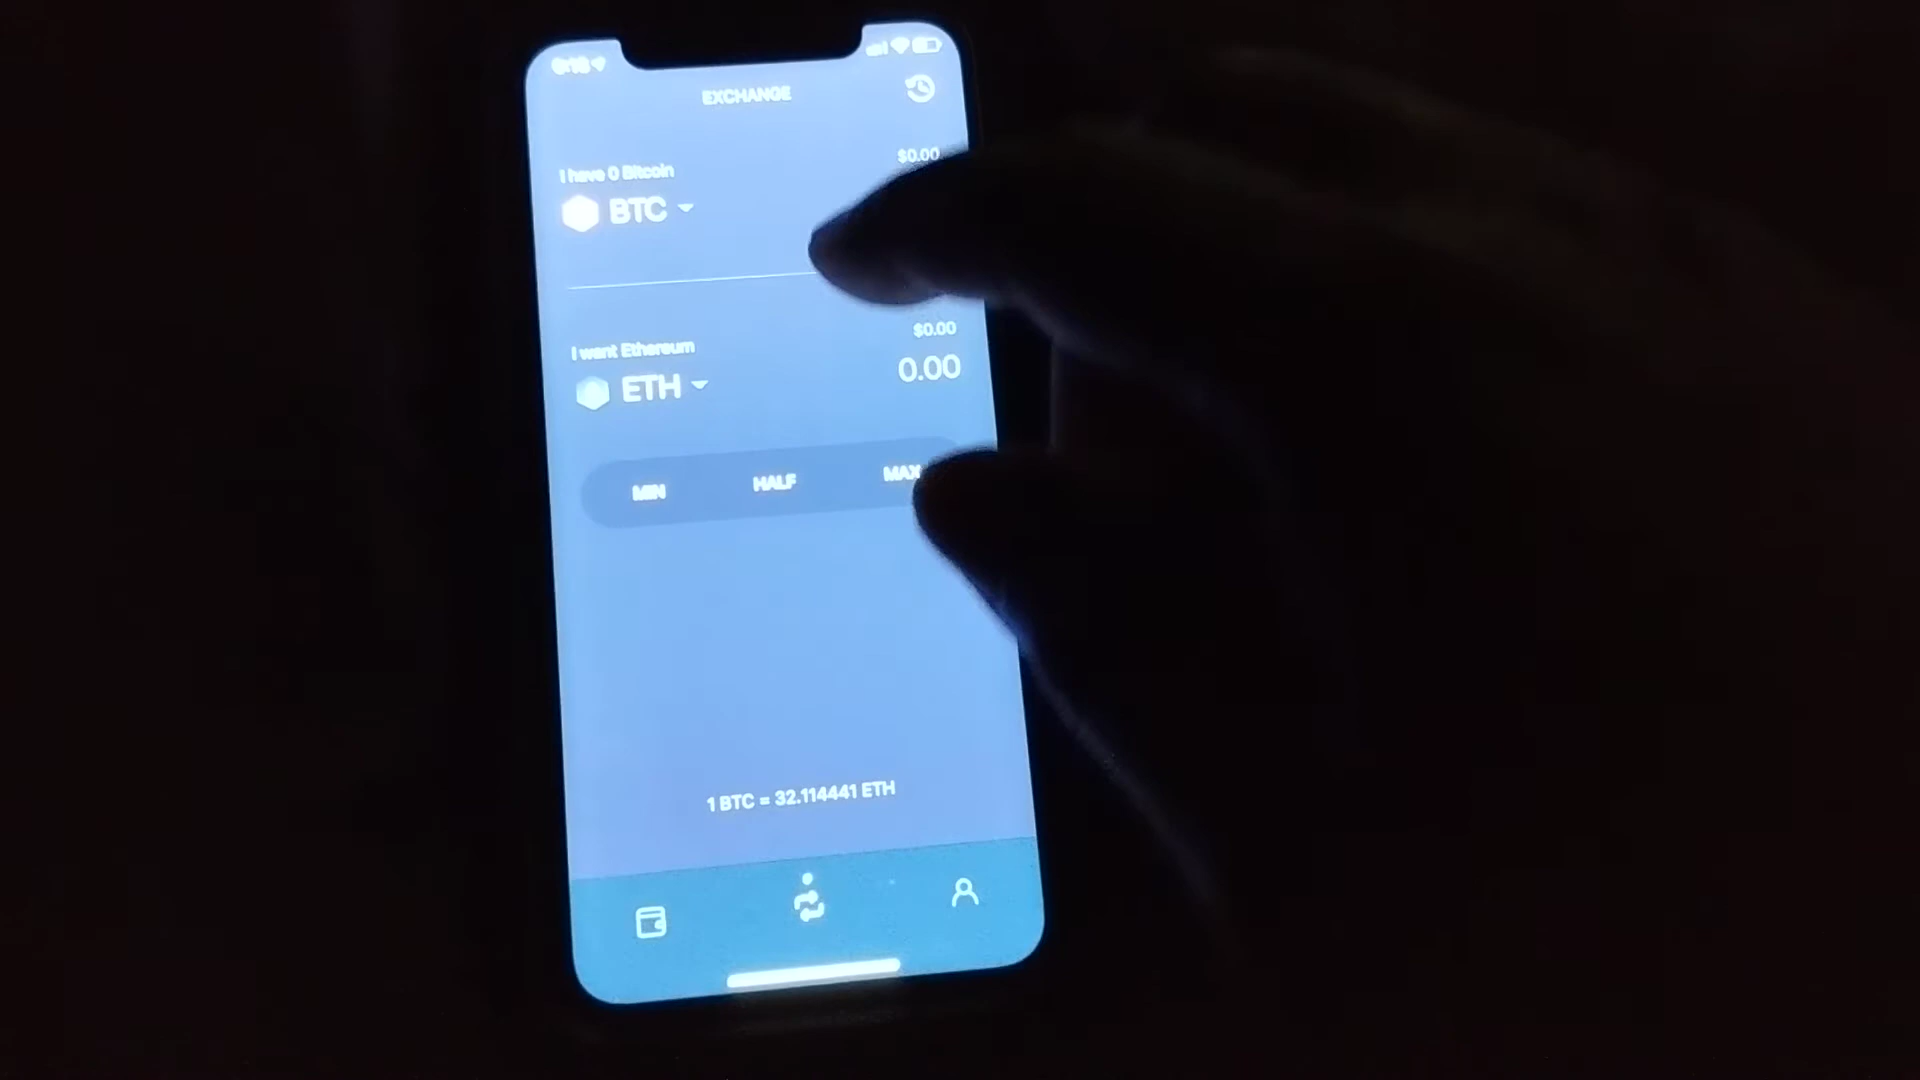 EXCHANGE
$0.00
I have 0 Bitcoin
BTC
$0.00
I want Ethereum
ETH
0.00
MIN HALF MAX
1 BTC = 32.114441 ETH